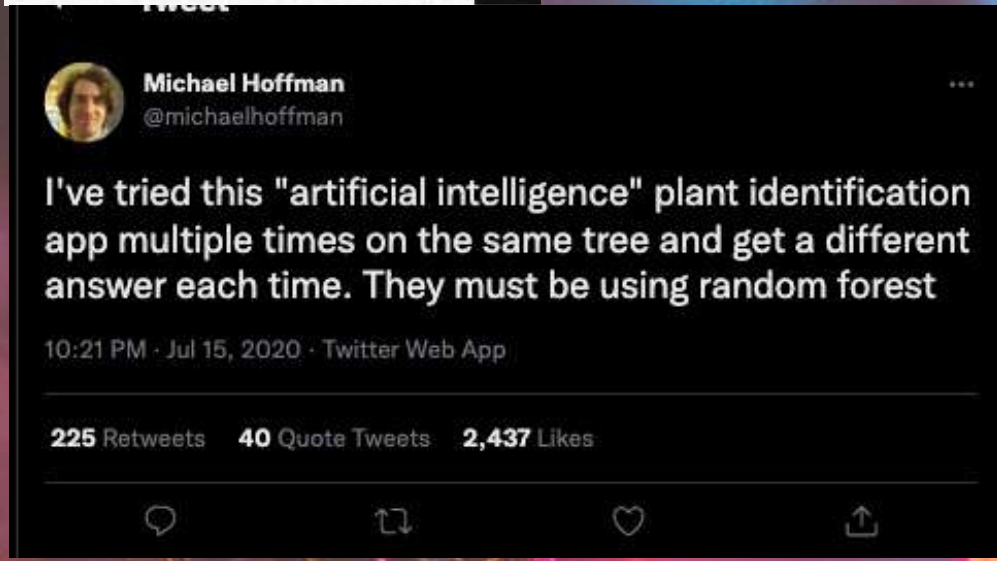 Tweet
Michael Hoffman
@michaelhoffman
I've tried this "artificial intelligence" plant identification
app multiple times on the same tree and get a different
answer each time. They must be using random forest
10:21 PM · Jul 15, 2020 · Twitter Web App
225 Retweets 40 Quote Tweets 2,437 Likes